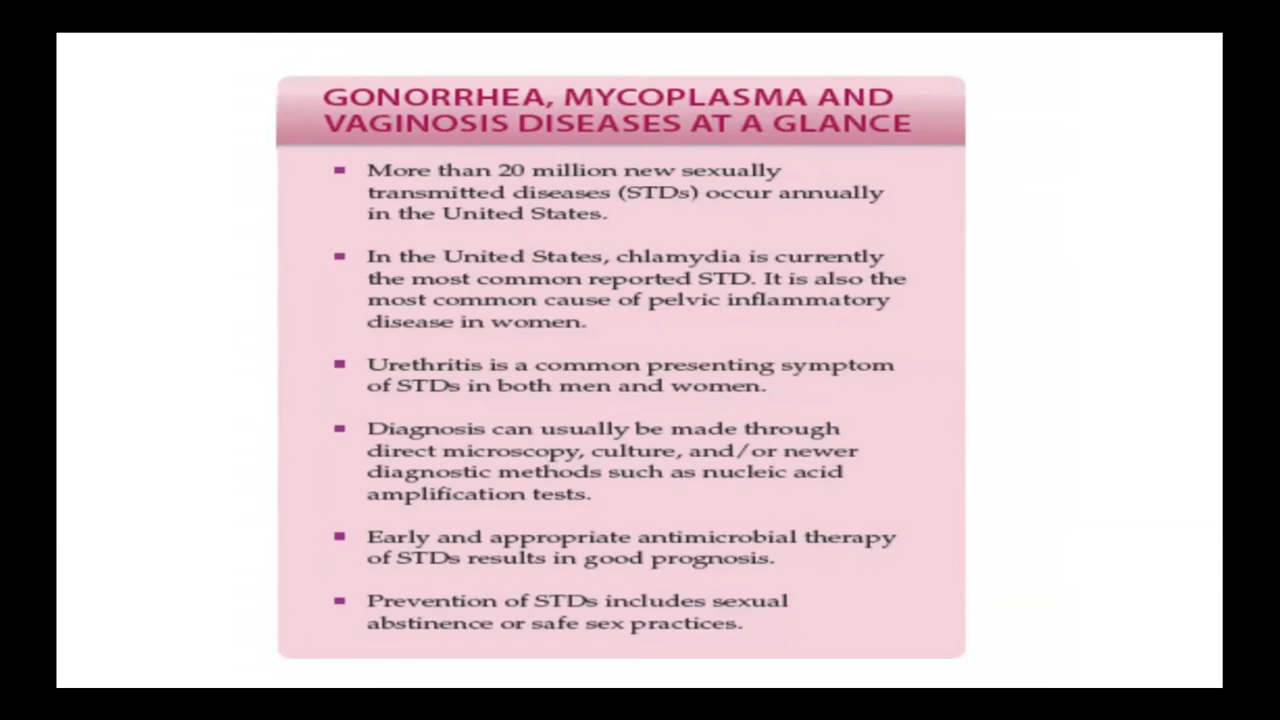 GONORRHEA, MYCOPLASMA AND
VAGINOSIS DISEASES AT A GLANCE
▪ More than 20 million new sexually
transmitted diseases (STDs) occur annually
in the United States.
▪ In the United States, chlamydia is currently
the most common reported STD. It is also the
most common cause of pelvic inflammatory
disease in women.
▪ Urethritis is a common presenting symptom
of STDs in both men and women.
▪ Diagnosis can usually be made through
direct microscopy, culture, and/or newer
diagnostic methods such as nucleic acid
amplification tests.
▪ Early and appropriate antimicrobial therapy
of STDs results in good prognosis.
▪ Prevention of STDs includes sexual
abstinence or safe sex practices.